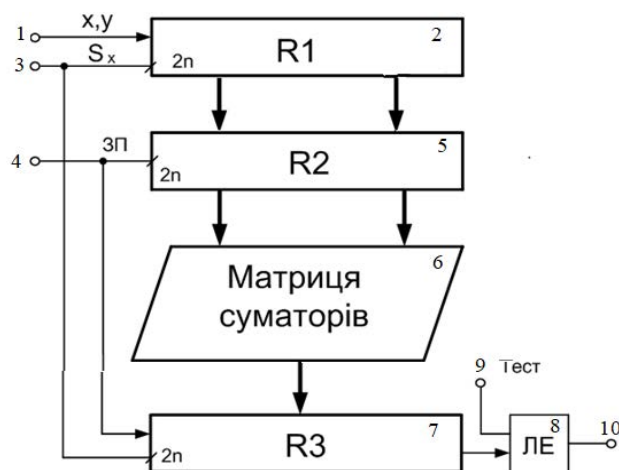 1 x,y 2
R1
3 Sx 2n
4 ЗП 5
R2
2n
6
Матриця
суматорів
9 Тест
7 8 10
R3 ЛЕ
2n